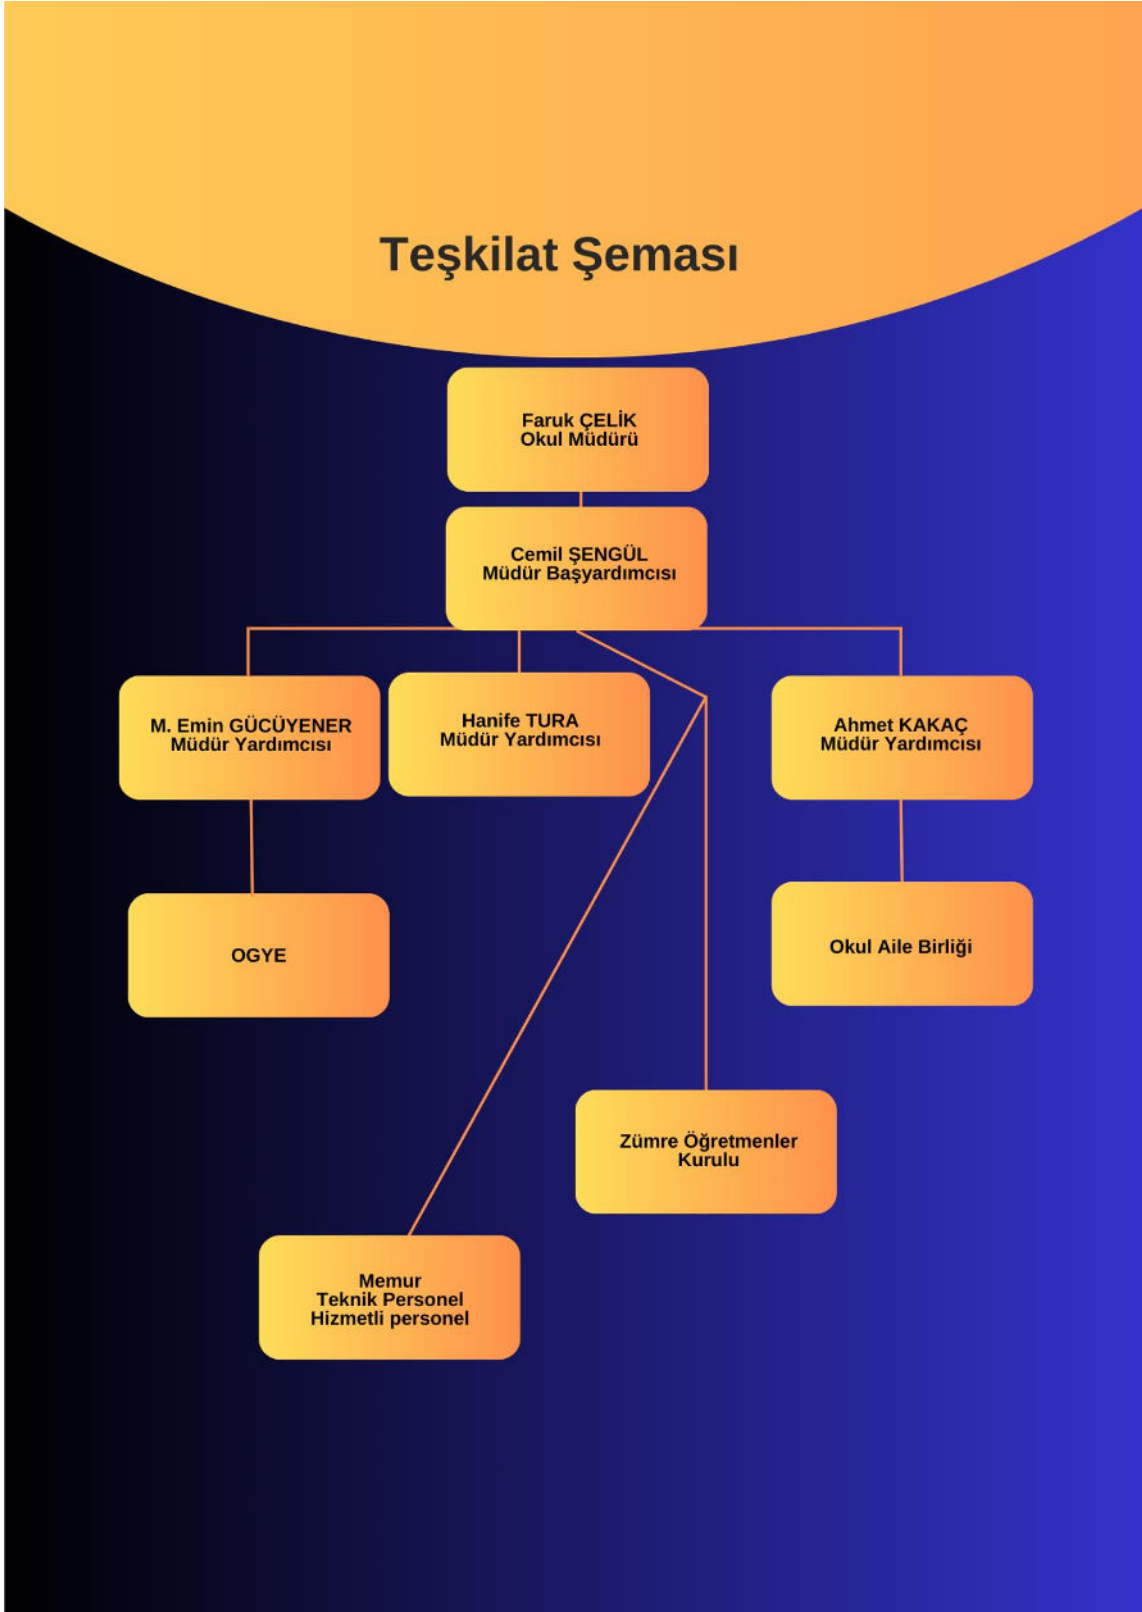 Teşkilat Şeması
Faruk ÇELİK
Okul Müdürü
Cemil ŞENGÜL
Müdür Başyardımcısı
M. Emin GÜCÜYENER
Müdür Yardımcısı
Hanife TURA
Müdür Yardımcısı
Ahmet KAKAÇ
Müdür Yardımcısı
OGYE
Okul Aile Birliği
Zümre Öğretmenler
Kurulu
Memur
Teknik Personel
Hizmetli personel